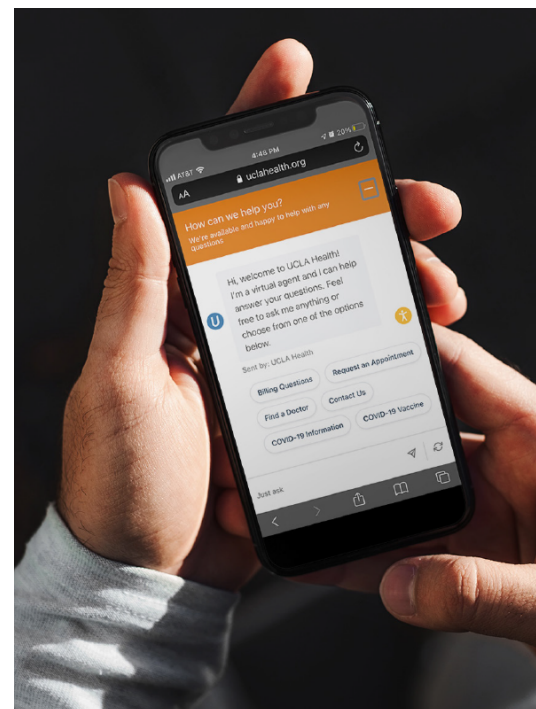 AT&T
4:46 PM
20%
AA
uclahealth.org
How can we help you?
We're available and happy to help with any
questions
Hi, welcome to UCLA Health!
I'm a virtual agent and I can help
answer your questions. Feel
free to ask me anything or
choose from one of the options
below.
U
Sent by: UCLA Health
Billing Questions
Request an Appointment
Find a Doctor
Contact Us
COVID-19 Information
COVID-19 Vaccine
Just ask